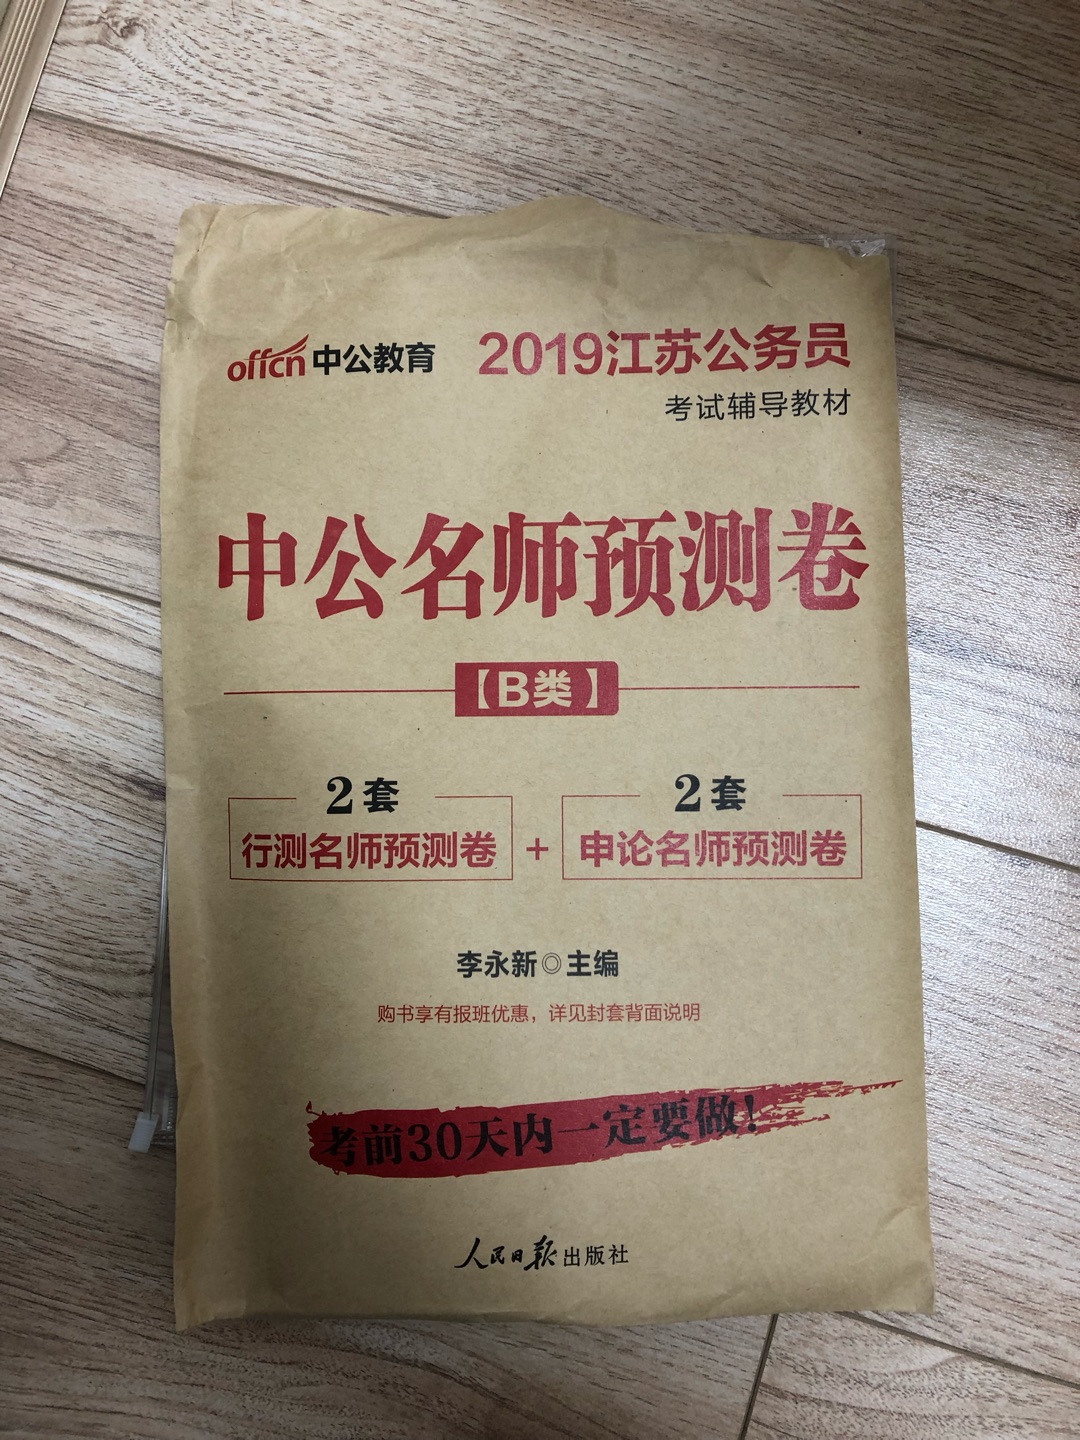 offcn中公教育 2019江苏公务员
考试辅导教材
中公名师预测卷
【B类】
2套 2套
行测名师预测卷 + 申论名师预测卷
李永新◎主编
购书享有报班优惠，详见封套背面说明
考前30天内一定要做！
人民日报出版社